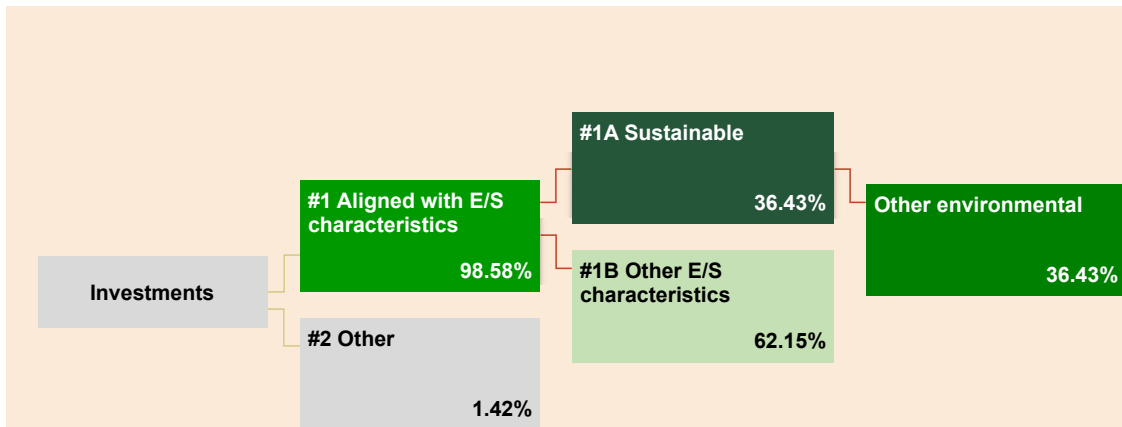 Investments
#1 Aligned with E/S
characteristics
98.58%
#2 Other
1.42%
#1A Sustainable
36.43%
#1B Other E/S
characteristics
62.15%
Other environmental
36.43%